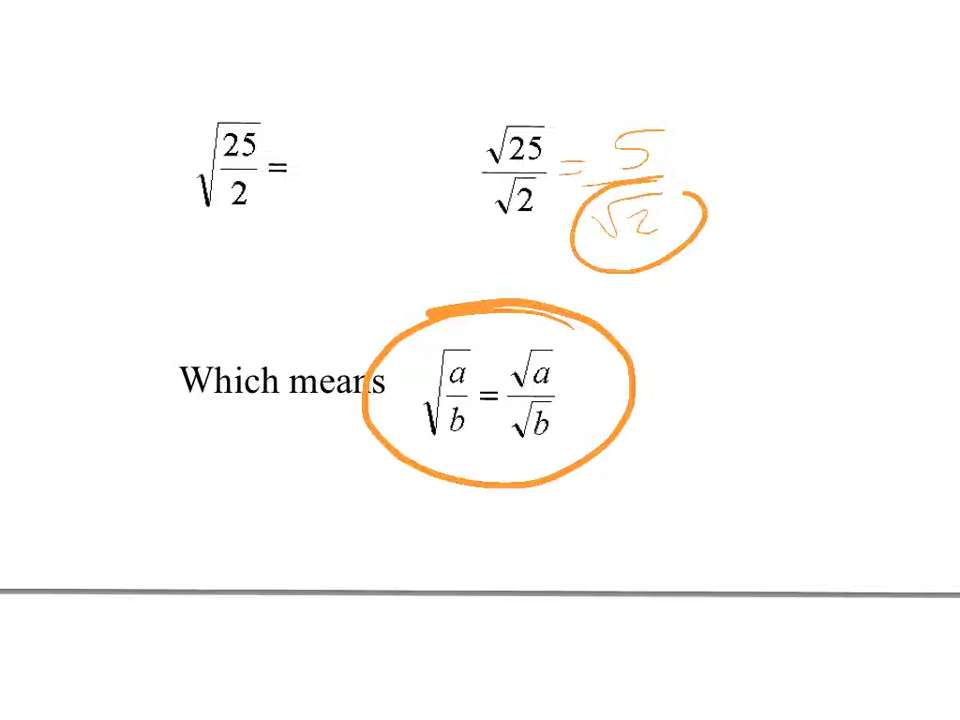 √(25/2) = √25/√2 = 5/√2
Which means √(a/b) = √a/√b